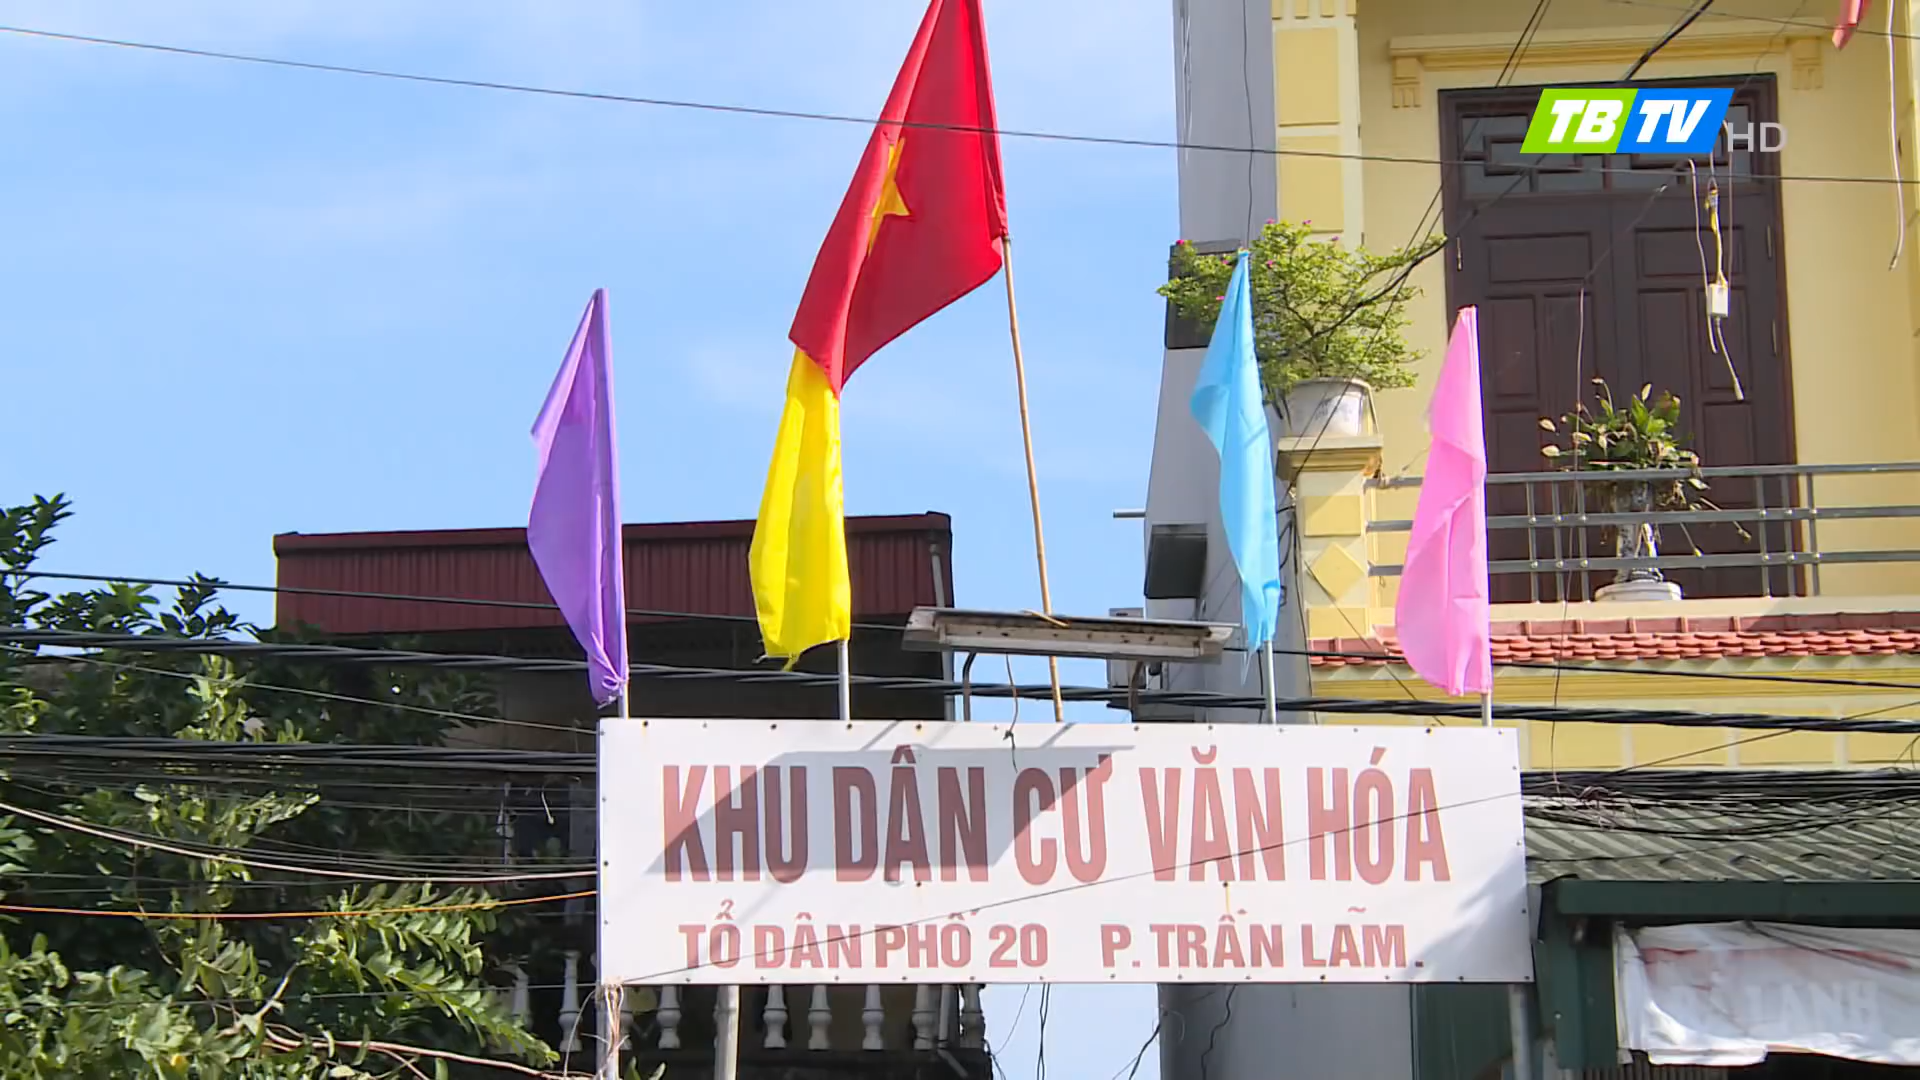 TBTV HD
KHU DÂN CƯ VĂN HÓA
TỔ DÂN PHỐ 20 P. TRẦN LÃM.